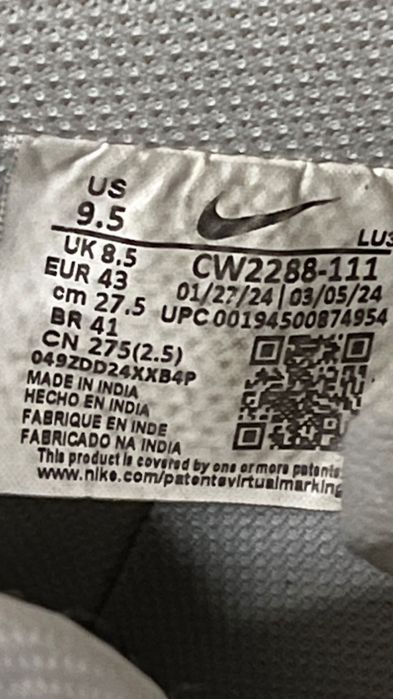 US
9.5
LU3
UK 8.5
EUR 43
cm 27.5
BR 41
CN 275(2.5)
CW2288-111
01/27/24 | 03/05/24
UPC 00194500874954
049ZDD24XXB4P
MADE IN INDIA
HECHO EN INDIA
FABRIQUE EN INDE
FABRICADO NA INDIA
This product is covered by one or more patents
www.nike.com/patentsvirtualmarking